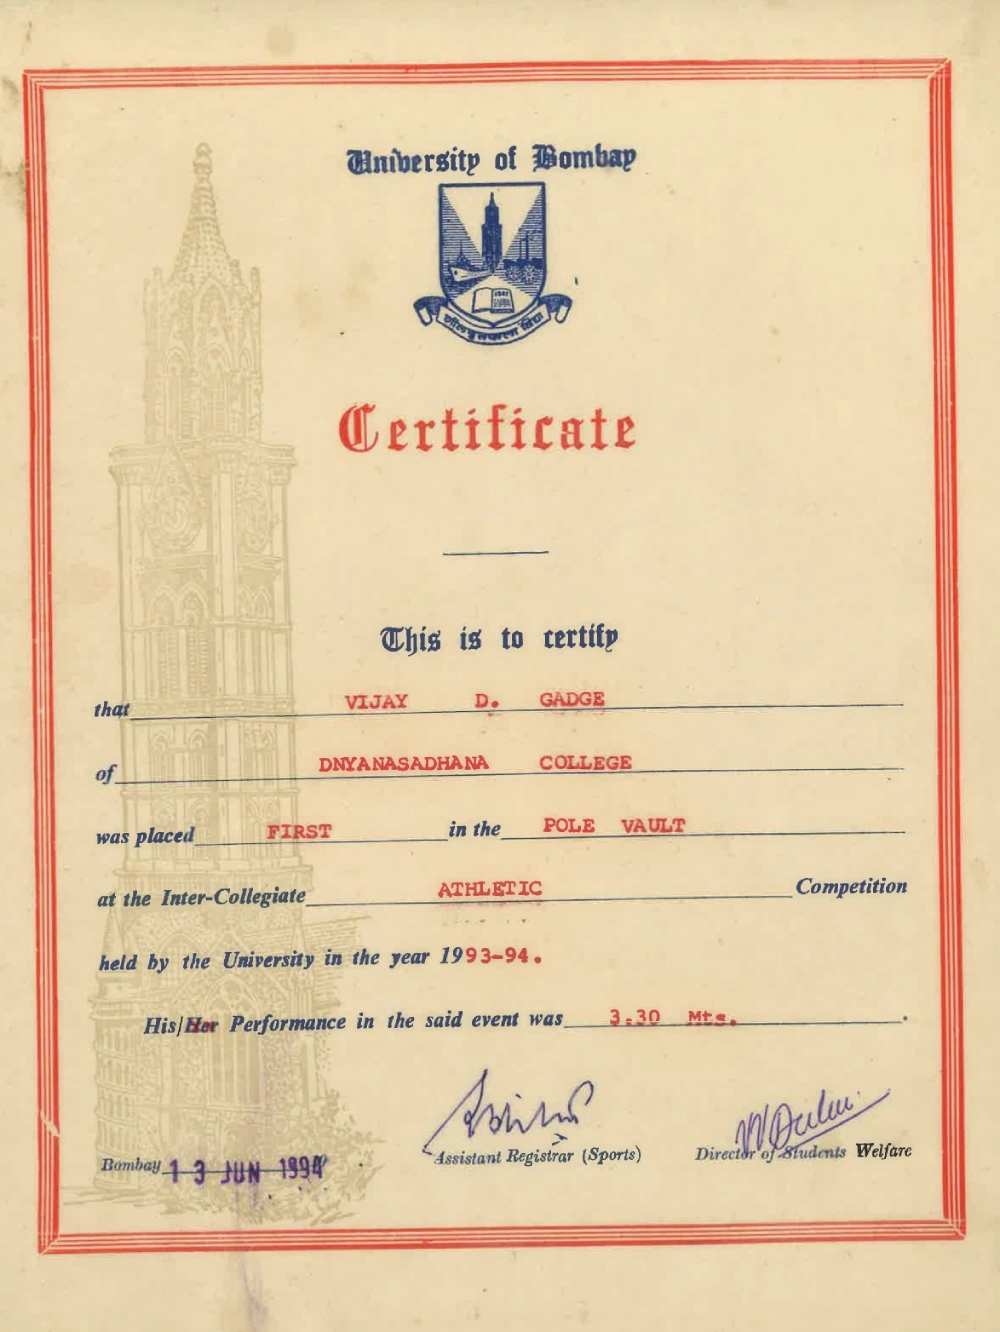 University of Bombay
1857
शीलवृत्तफला विद्या
Certificate
This is to certify
that VIJAY D. GADGE
of DNYANASADHANA COLLEGE
was placed FIRST in the POLE VAULT
at the Inter-Collegiate ATHLETIC Competition
held by the University in the year 1993-94.
His/Her Performance in the said event was 3.30 Mts. .
Assistant Registrar (Sports)
Director of Students Welfare
Bombay 13 JUN 1994